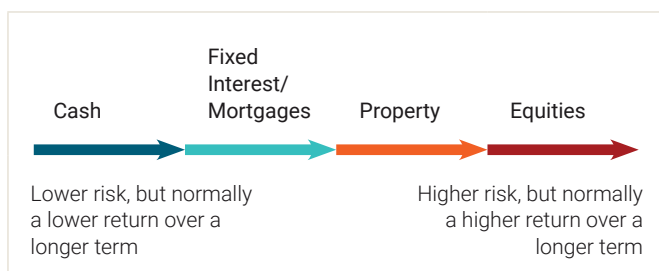 Cash
Fixed
Interest/
Mortgages
Property
Equities
Lower risk, but normally
a lower return over a
longer term
Higher risk, but normally
a higher return over a
longer term